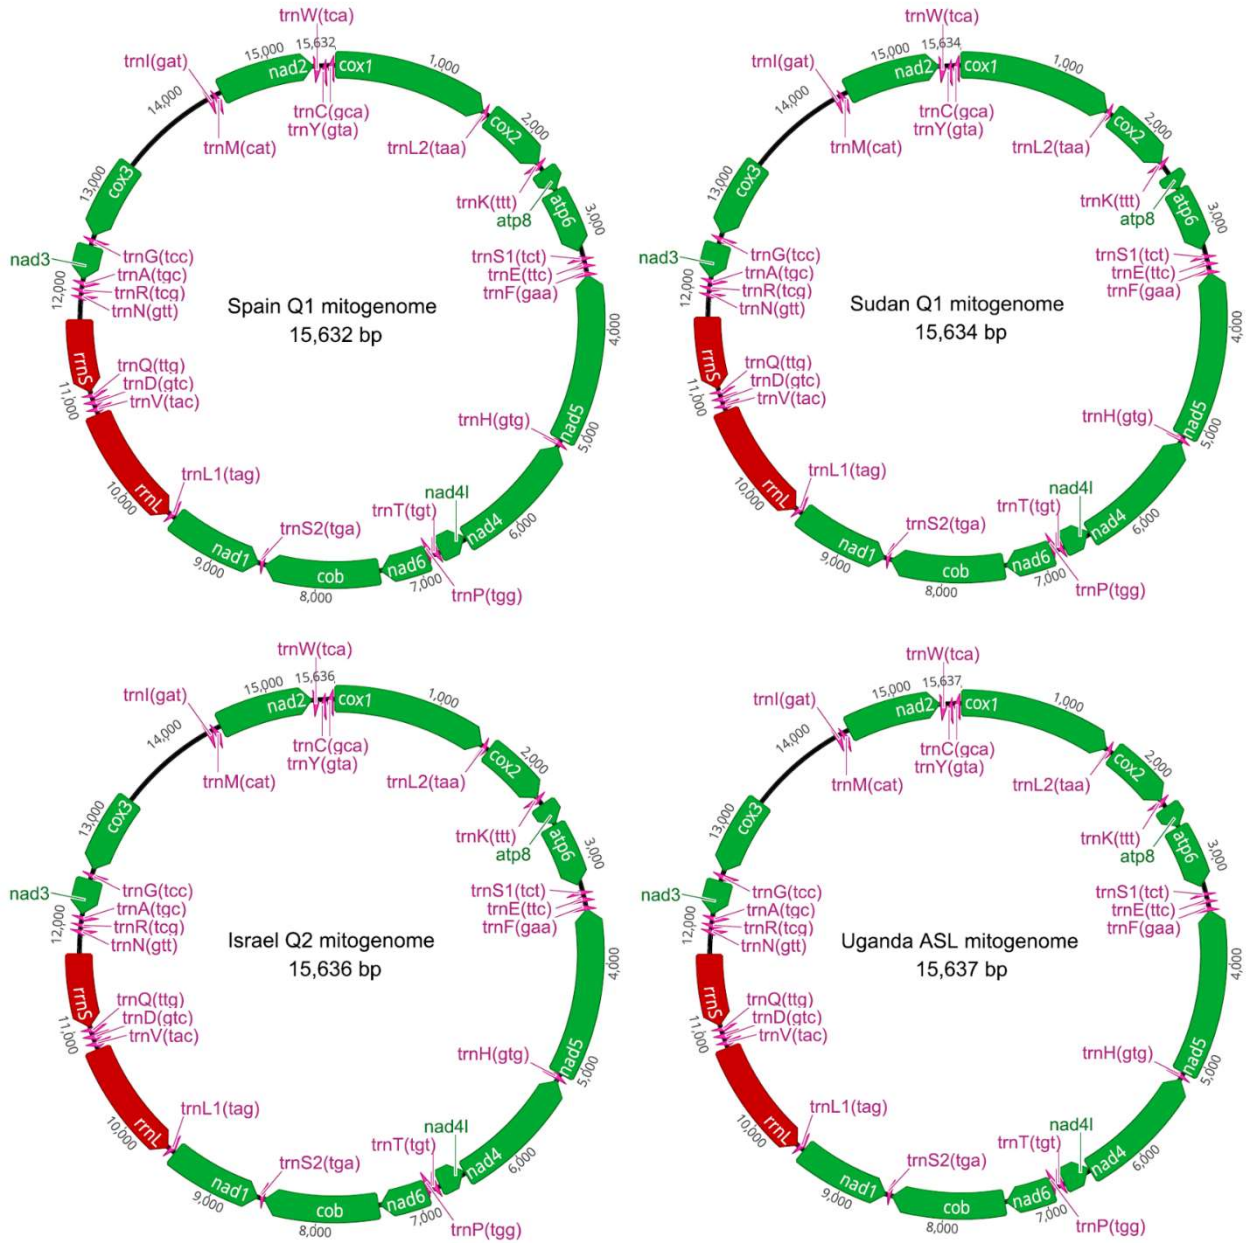 trnW(tca)
15,632
15,000
nad2
cox1
1,000
trnI(gat)
14,000
trnC(gca)
trnY(gta)
trnM(cat)
trnL2(taa)
cox2
2,000
13,000
cox3
trnK(ttt)
atp8
atp6
3,000
nad3
trnG(tcc)
trnA(tgc)
trnR(tcg)
trnN(gtt)
12,000
trnS1(tct)
trnE(ttc)
trnF(gaa)
Spain Q1 mitogenome
15,632 bp
4,000
rrnS
11,000
trnQ(ttg)
trnD(gtc)
trnV(tac)
trnH(gtg)
nad5
5,000
rrnL
10,000
trnL1(tag)
trnT(tgt)
nad4l
nad4
6,000
nad1
9,000
trnS2(tga)
cob
8,000
nad6
7,000
trnP(tgg)
trnW(tca)
15,634
15,000
nad2
cox1
1,000
trnI(gat)
14,000
trnC(gca)
trnY(gta)
trnM(cat)
trnL2(taa)
cox2
2,000
13,000
cox3
trnK(ttt)
atp8
atp6
3,000
nad3
trnG(tcc)
trnA(tgc)
trnR(tcg)
trnN(gtt)
12,000
trnS1(tct)
trnE(ttc)
trnF(gaa)
Sudan Q1 mitogenome
15,634 bp
4,000
rrnS
11,000
trnQ(ttg)
trnD(gtc)
trnV(tac)
trnH(gtg)
nad5
5,000
rrnL
10,000
trnL1(tag)
trnT(tgt)
nad4l
nad4
6,000
nad1
9,000
trnS2(tga)
cob
8,000
nad6
7,000
trnP(tgg)
trnW(tca)
15,636
15,000
nad2
cox1
1,000
trnI(gat)
14,000
trnC(gca)
trnY(gta)
trnM(cat)
trnL2(taa)
cox2
2,000
13,000
cox3
trnK(ttt)
atp8
atp6
3,000
nad3
trnG(tcc)
trnA(tgc)
trnR(tcg)
trnN(gtt)
12,000
trnS1(tct)
trnE(ttc)
trnF(gaa)
Israel Q2 mitogenome
15,636 bp
4,000
rrnS
11,000
trnQ(ttg)
trnD(gtc)
trnV(tac)
trnH(gtg)
nad5
5,000
rrnL
10,000
trnL1(tag)
trnT(tgt)
nad4l
nad4
6,000
nad1
9,000
trnS2(tga)
cob
8,000
nad6
7,000
trnP(tgg)
trnW(tca)
15,637
15,000
nad2
cox1
1,000
trnI(gat)
14,000
trnC(gca)
trnY(gta)
trnM(cat)
trnL2(taa)
cox2
2,000
13,000
cox3
trnK(ttt)
atp8
atp6
3,000
nad3
trnG(tcc)
trnA(tgc)
trnR(tcg)
trnN(gtt)
12,000
trnS1(tct)
trnE(ttc)
trnF(gaa)
Uganda ASL mitogenome
15,637 bp
4,000
rrnS
11,000
trnQ(ttg)
trnD(gtc)
trnV(tac)
trnH(gtg)
nad5
5,000
rrnL
10,000
trnL1(tag)
trnT(tgt)
nad4l
nad4
6,000
nad1
9,000
trnS2(tga)
cob
8,000
nad6
7,000
trnP(tgg)